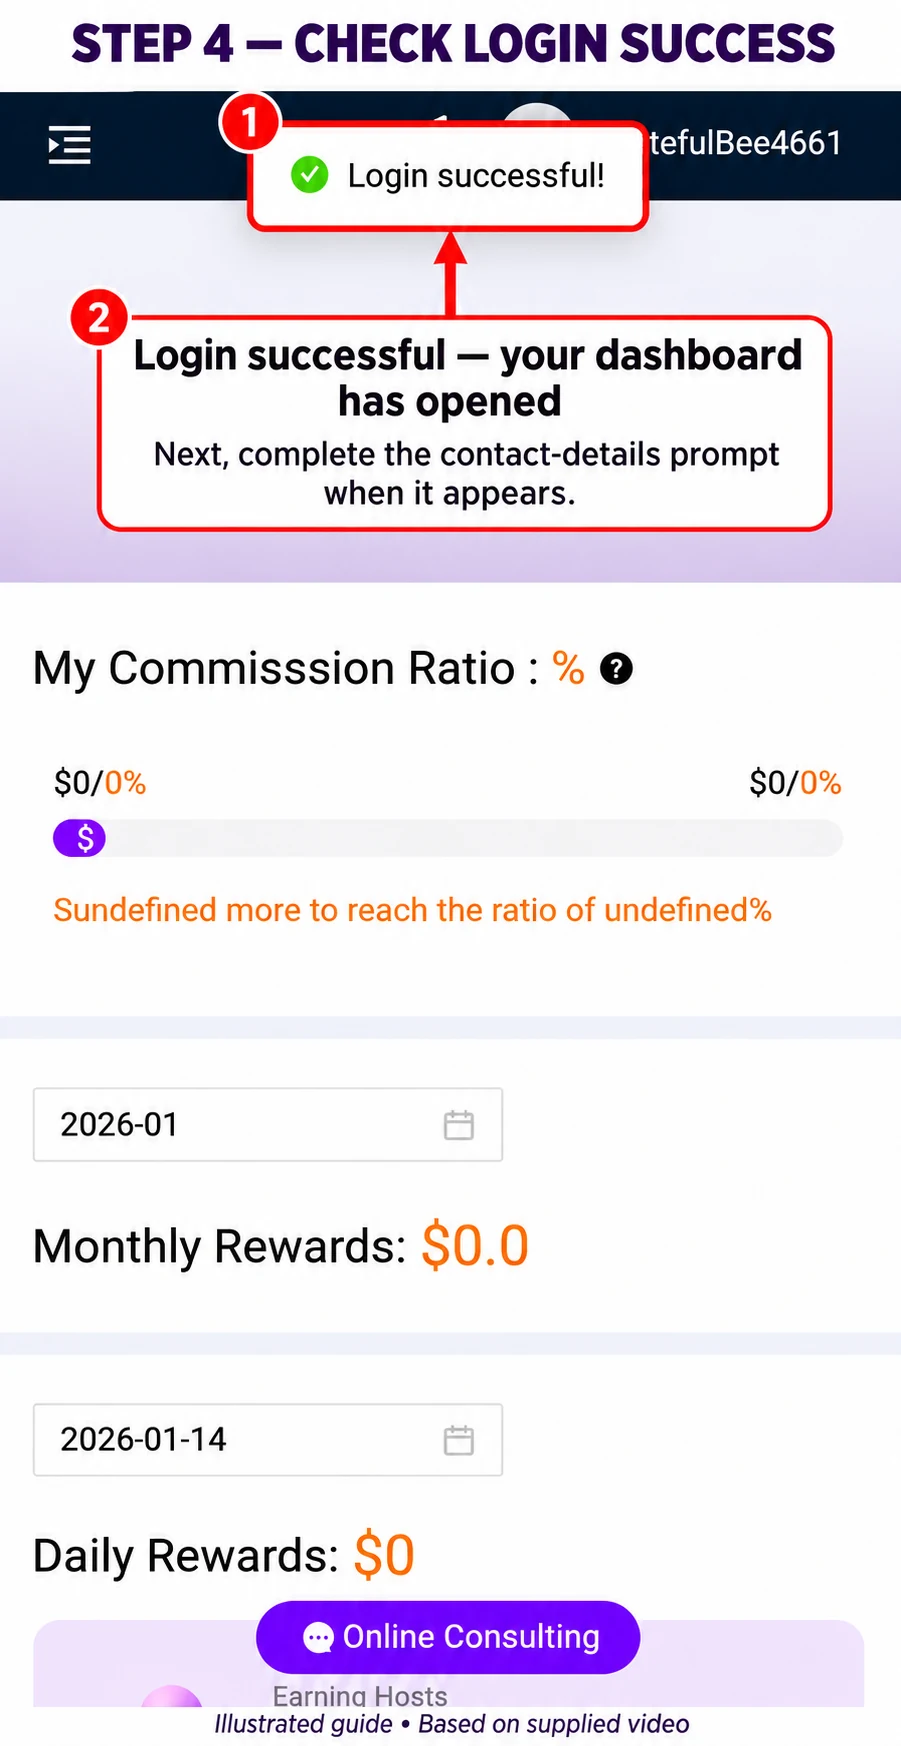 STEP 4 — CHECK LOGIN SUCCESS
1
Login successful!
tefulBee4661
2
Login successful — your dashboard
has opened
Next, complete the contact-details prompt
when it appears.
My Commisssion Ratio : % ?
$0/0%
$0/0%
$
Sundefined more to reach the ratio of undefined%
2026-01
Monthly Rewards: $0.0
2026-01-14
Daily Rewards: $0
Online Consulting
Earning Hosts
Illustrated guide • Based on supplied video